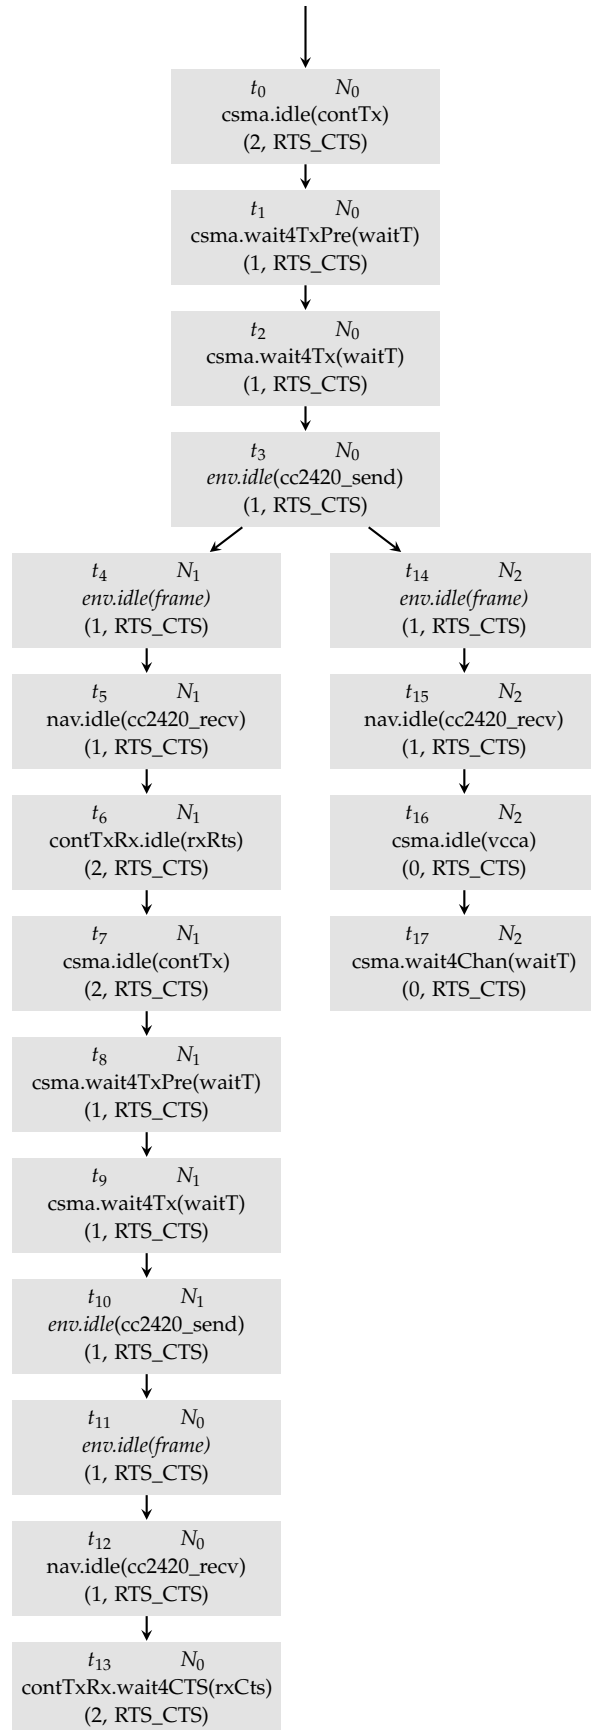 t0 N0
csma.idle(contTx)
(2, RTS_CTS)
t1 N0
csma.wait4TxPre(waitT)
(1, RTS_CTS)
t2 N0
csma.wait4Tx(waitT)
(1, RTS_CTS)
t3 N0
env.idle(cc2420_send)
(1, RTS_CTS)
t4 N1
env.idle(frame)
(1, RTS_CTS)
t5 N1
nav.idle(cc2420_recv)
(1, RTS_CTS)
t6 N1
contTxRx.idle(rxRts)
(2, RTS_CTS)
t7 N1
csma.idle(contTx)
(2, RTS_CTS)
t8 N1
csma.wait4TxPre(waitT)
(1, RTS_CTS)
t9 N1
csma.wait4Tx(waitT)
(1, RTS_CTS)
t10 N1
env.idle(cc2420_send)
(1, RTS_CTS)
t11 N0
env.idle(frame)
(1, RTS_CTS)
t12 N0
nav.idle(cc2420_recv)
(1, RTS_CTS)
t13 N0
contTxRx.wait4CTS(rxCts)
(2, RTS_CTS)
t14 N2
env.idle(frame)
(1, RTS_CTS)
t15 N2
nav.idle(cc2420_recv)
(1, RTS_CTS)
t16 N2
csma.idle(vcca)
(0, RTS_CTS)
t17 N2
csma.wait4Chan(waitT)
(0, RTS_CTS)